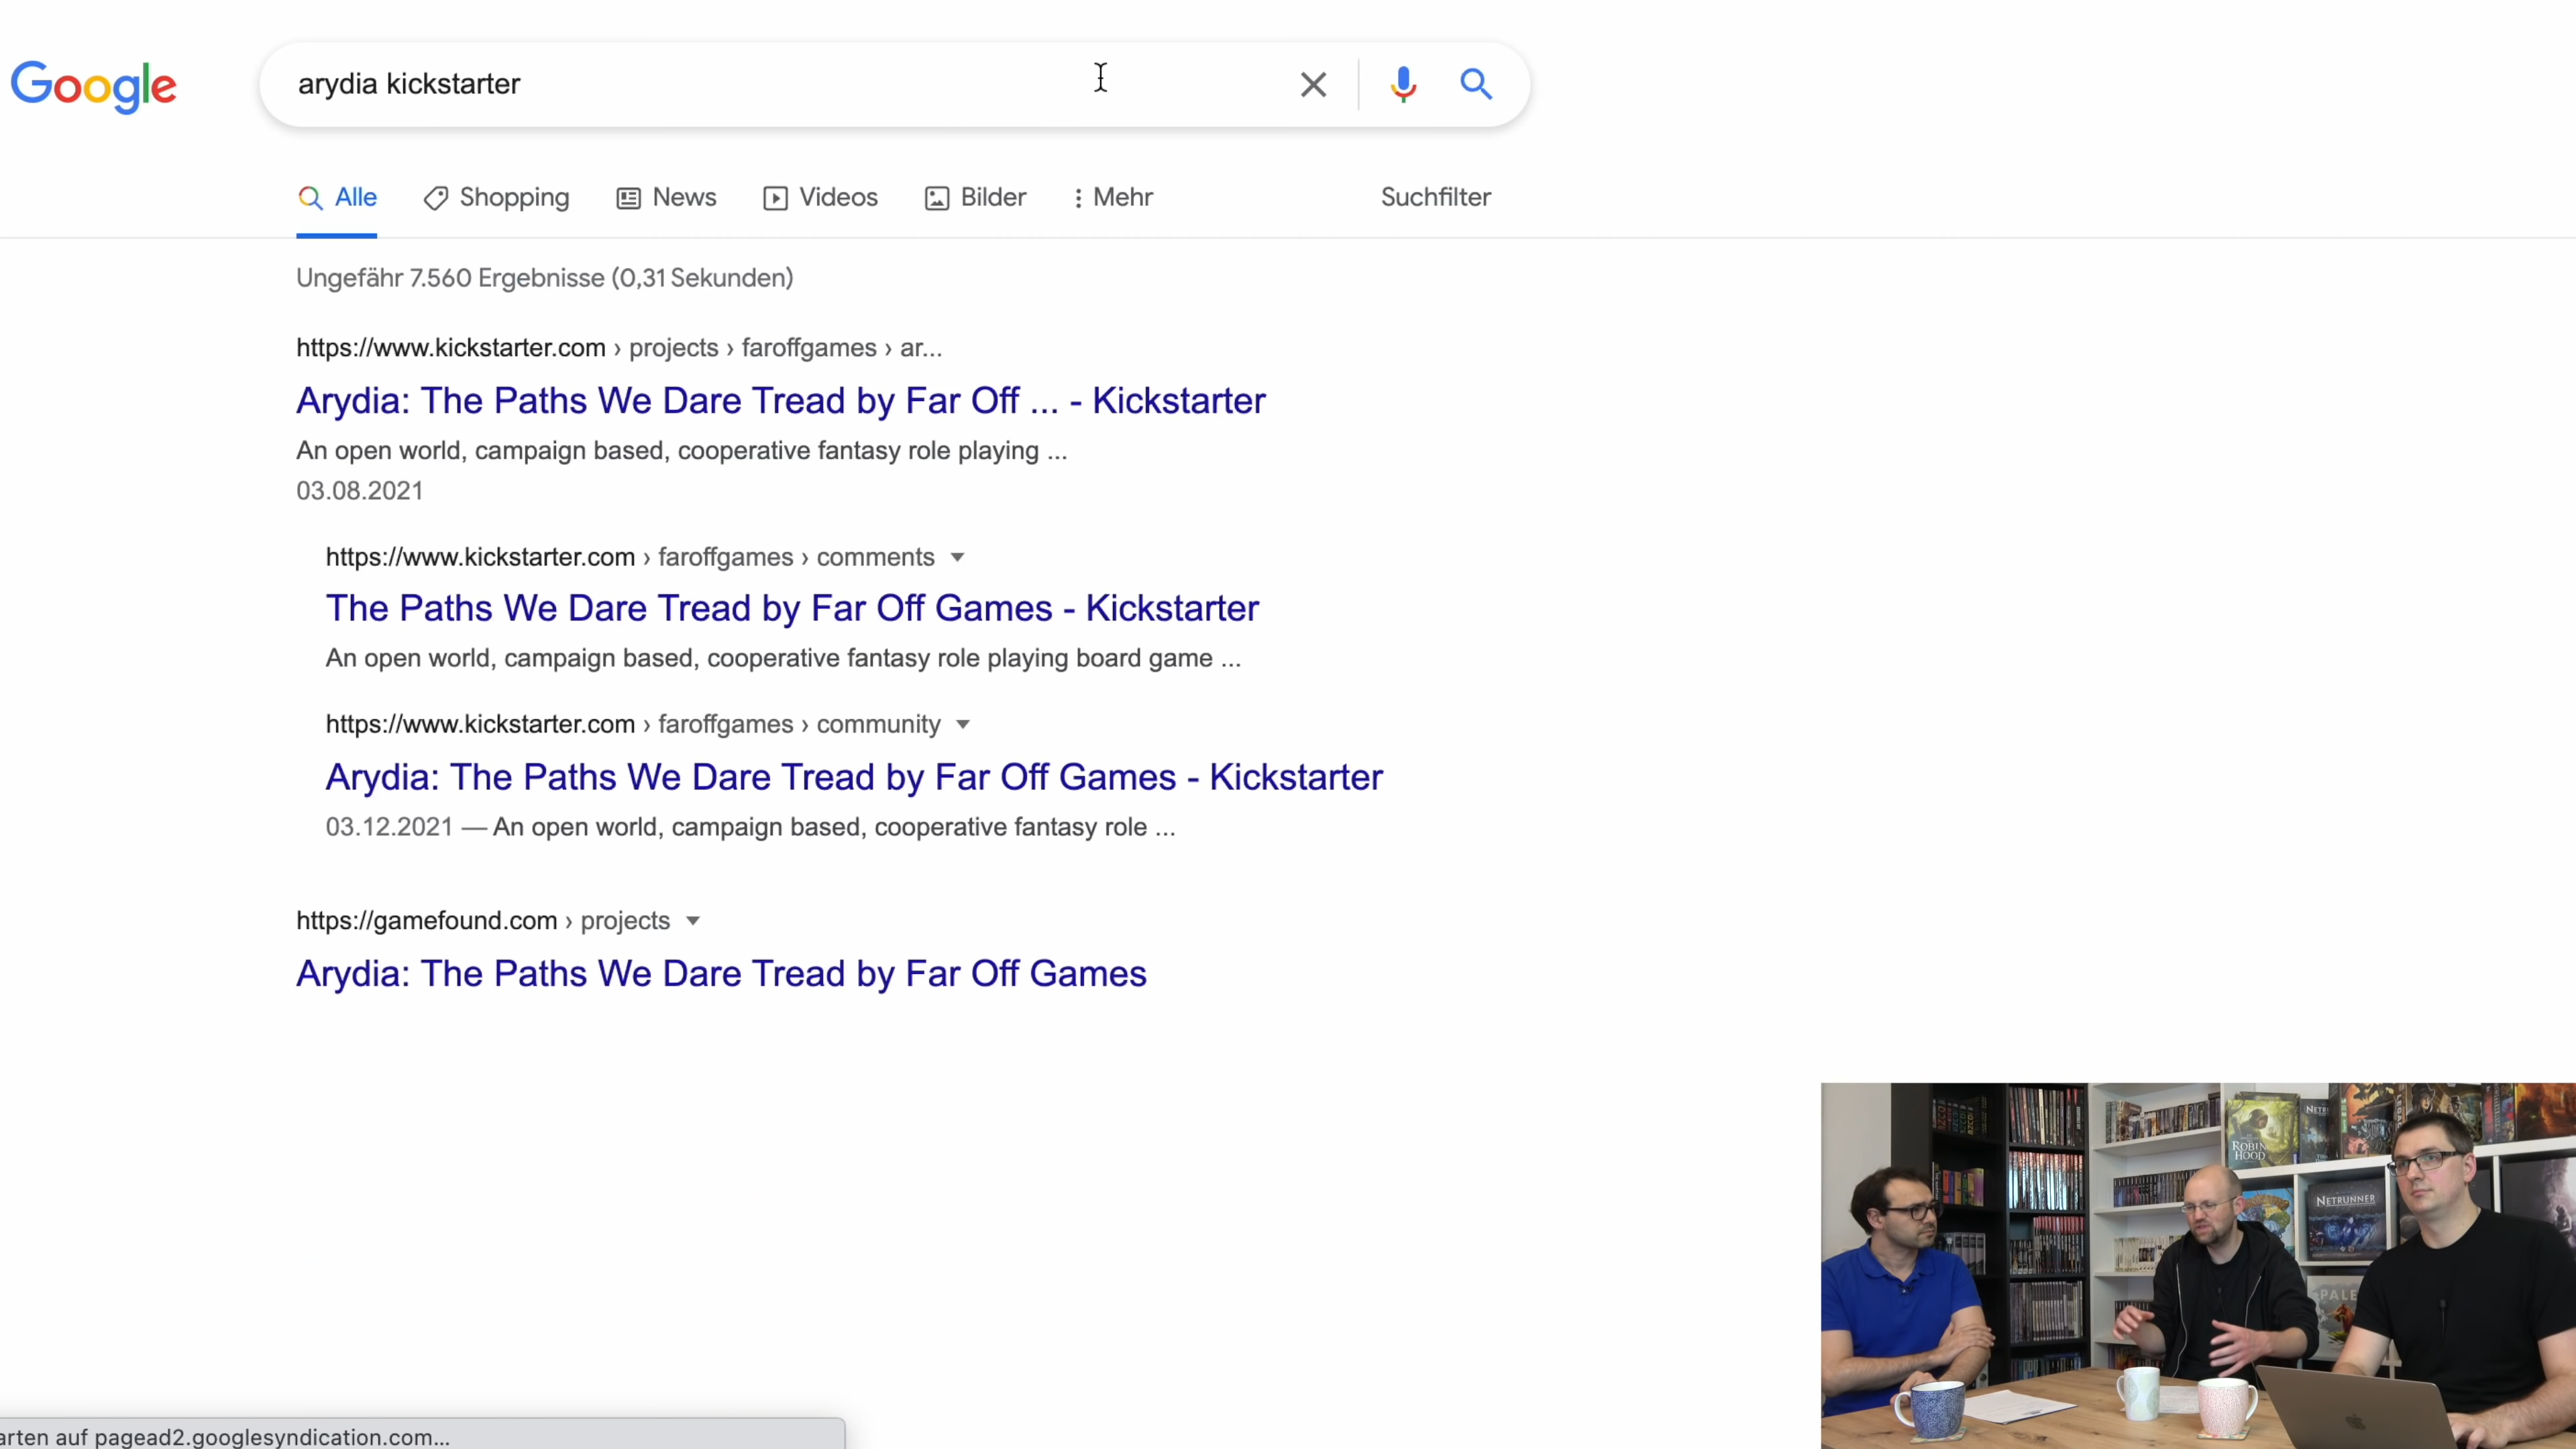 Google
arydia kickstarter
Alle
Shopping
News
Videos
Bilder
Mehr
Suchfilter
Ungefähr 7.560 Ergebnisse (0,31 Sekunden)
https://www.kickstarter.com › projects › faroffgames › ar...
Arydia: The Paths We Dare Tread by Far Off ... - Kickstarter
An open world, campaign based, cooperative fantasy role playing ...
03.08.2021
https://www.kickstarter.com › faroffgames › comments
The Paths We Dare Tread by Far Off Games - Kickstarter
An open world, campaign based, cooperative fantasy role playing board game ...
https://www.kickstarter.com › faroffgames › community
Arydia: The Paths We Dare Tread by Far Off Games - Kickstarter
03.12.2021 — An open world, campaign based, cooperative fantasy role ...
https://gamefound.com › projects
Arydia: The Paths We Dare Tread by Far Off Games
ROBIN
HOOD
NETRUNNER
arten auf pagead2.googlesyndication.com...